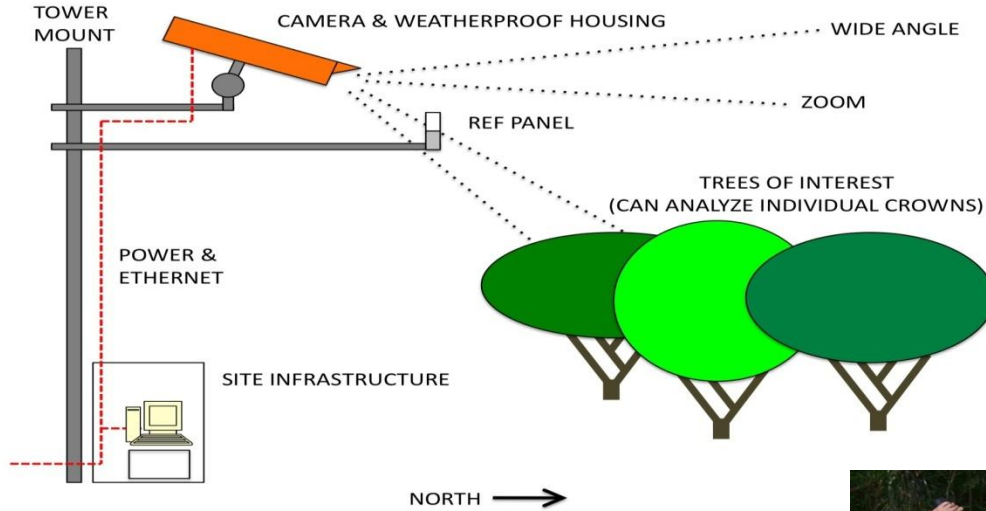 TOWER
MOUNT
CAMERA & WEATHERPROOF HOUSING
WIDE ANGLE
ZOOM
REF PANEL
TREES OF INTEREST
(CAN ANALYZE INDIVIDUAL CROWNS)
POWER &
ETHERNET
SITE INFRASTRUCTURE
NORTH